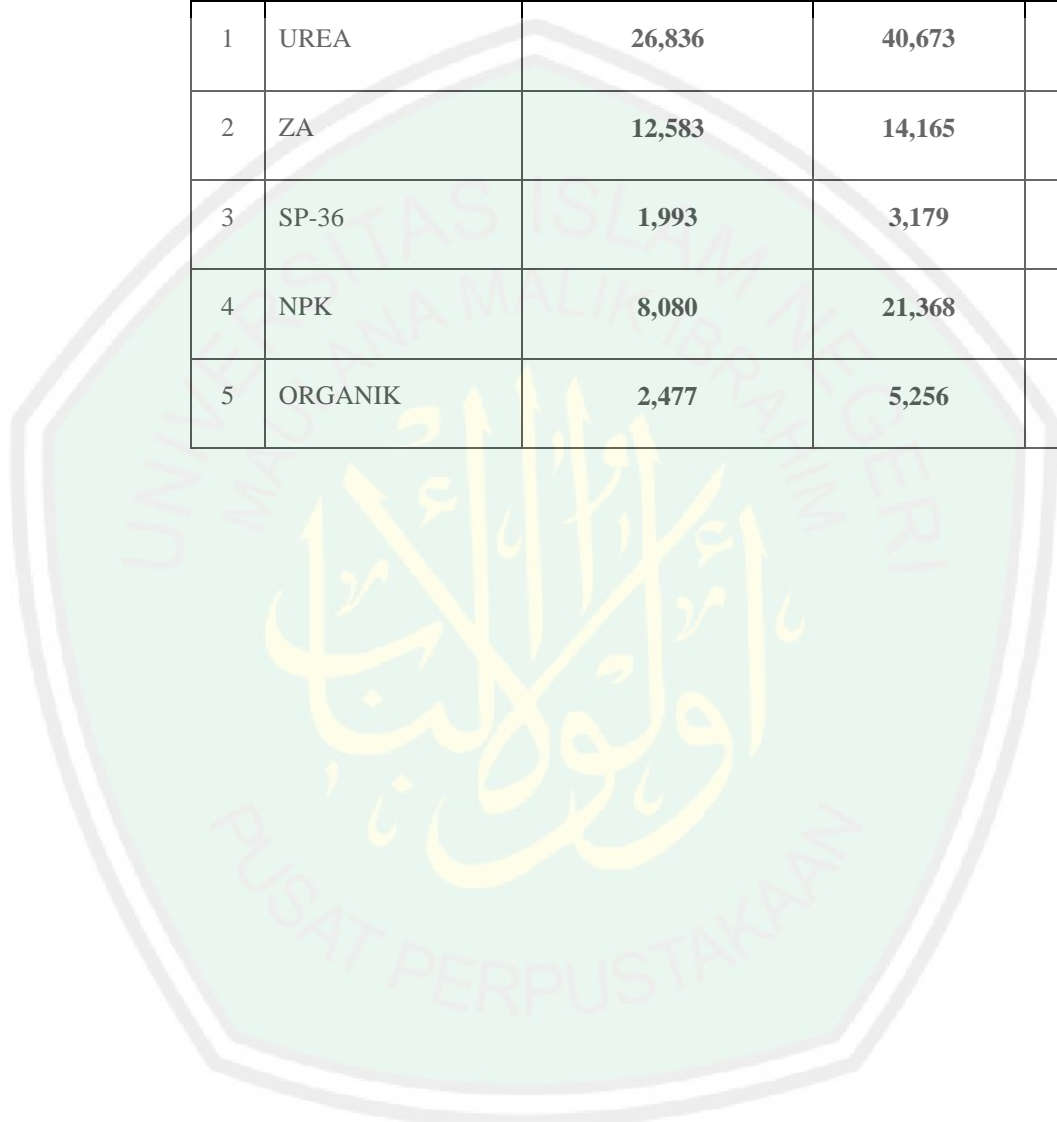 1 UREA 26,836 40,673
2 ZA 12,583 14,165
3 SP-36 1,993 3,179
4 NPK 8,080 21,368
5 ORGANIK 2,477 5,256
UNIVERSITAS ISLAM NEGERI
MAULANA MALIK IBRAHIM
أولو الألباب
PUSAT PERPUSTAKAAN